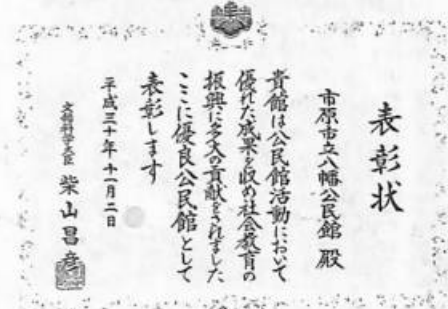 表彰状
市原市立八幡公民館 殿
貴館は公民館活動において
優れた成果を収め社会教育の
振興に多大の貢献をされました
ここに優良公民館として
表彰します
平成三十年十一月二日
文部科学大臣 柴山昌彦